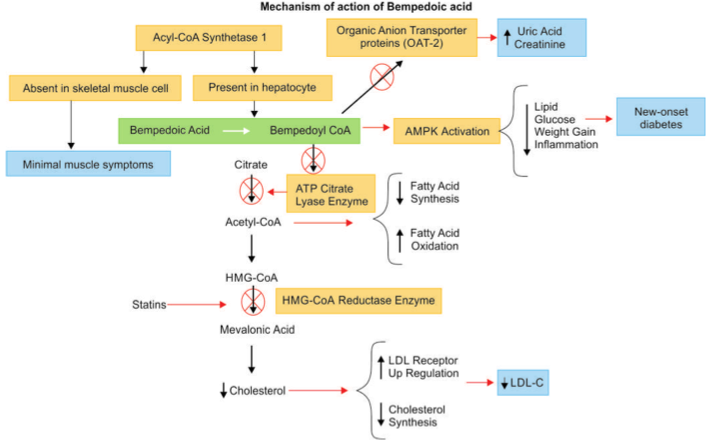 Mechanism of action of Bempedoic acid
Acyl-CoA Synthetase 1
Organic Anion Transporter
proteins (OAT-2)
Uric Acid
Creatinine
Absent in skeletal muscle cell
Present in hepatocyte
Bempedoic Acid
Bempedoyl CoA
AMPK Activation
Lipid
Glucose
Weight Gain
Inflammation
New-onset
diabetes
Minimal muscle symptoms
Citrate
ATP Citrate
Lyase Enzyme
Fatty Acid
Synthesis
Acetyl-CoA
Fatty Acid
Oxidation
HMG-CoA
Statins
HMG-CoA Reductase Enzyme
Mevalonic Acid
LDL Receptor
Up Regulation
Cholesterol
LDL-C
Cholesterol
Synthesis